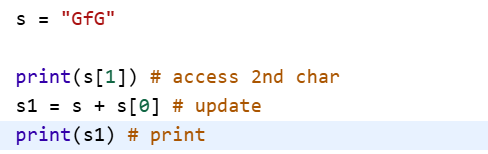 s = "GfG"
print(s[1]) # access 2nd char
s1 = s + s[0] # update
print(s1) # print